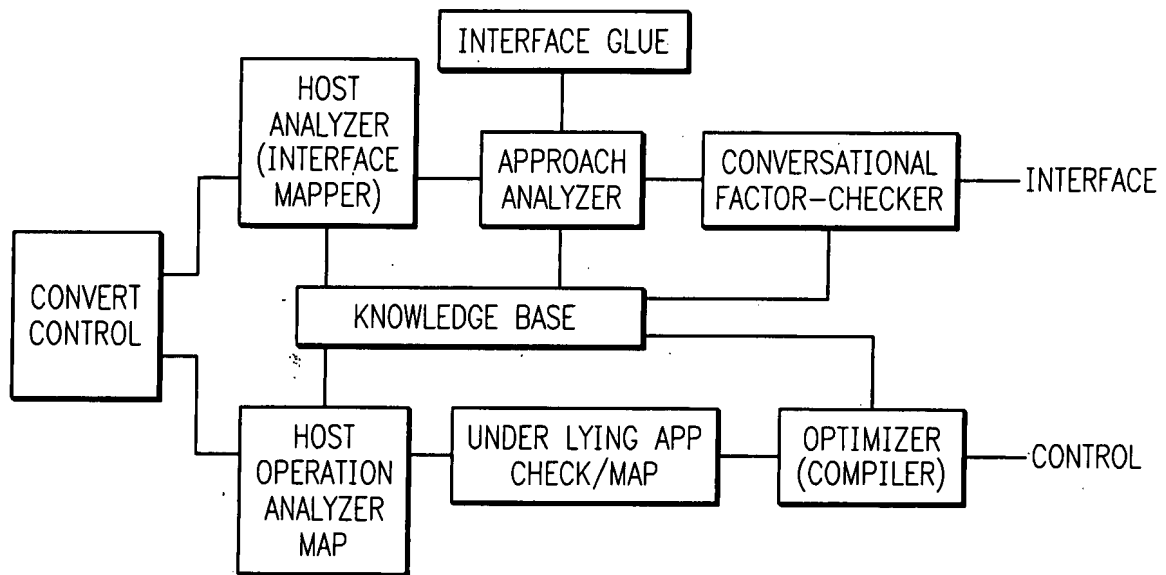 INTERFACE GLUE
HOST
ANALYZER
(INTERFACE
MAPPER)
APPROACH
ANALYZER
CONVERSATIONAL
FACTOR-CHECKER
INTERFACE
CONVERT
CONTROL
KNOWLEDGE BASE
HOST
OPERATION
ANALYZER
MAP
UNDER LYING APP
CHECK/MAP
OPTIMIZER
(COMPILER)
CONTROL